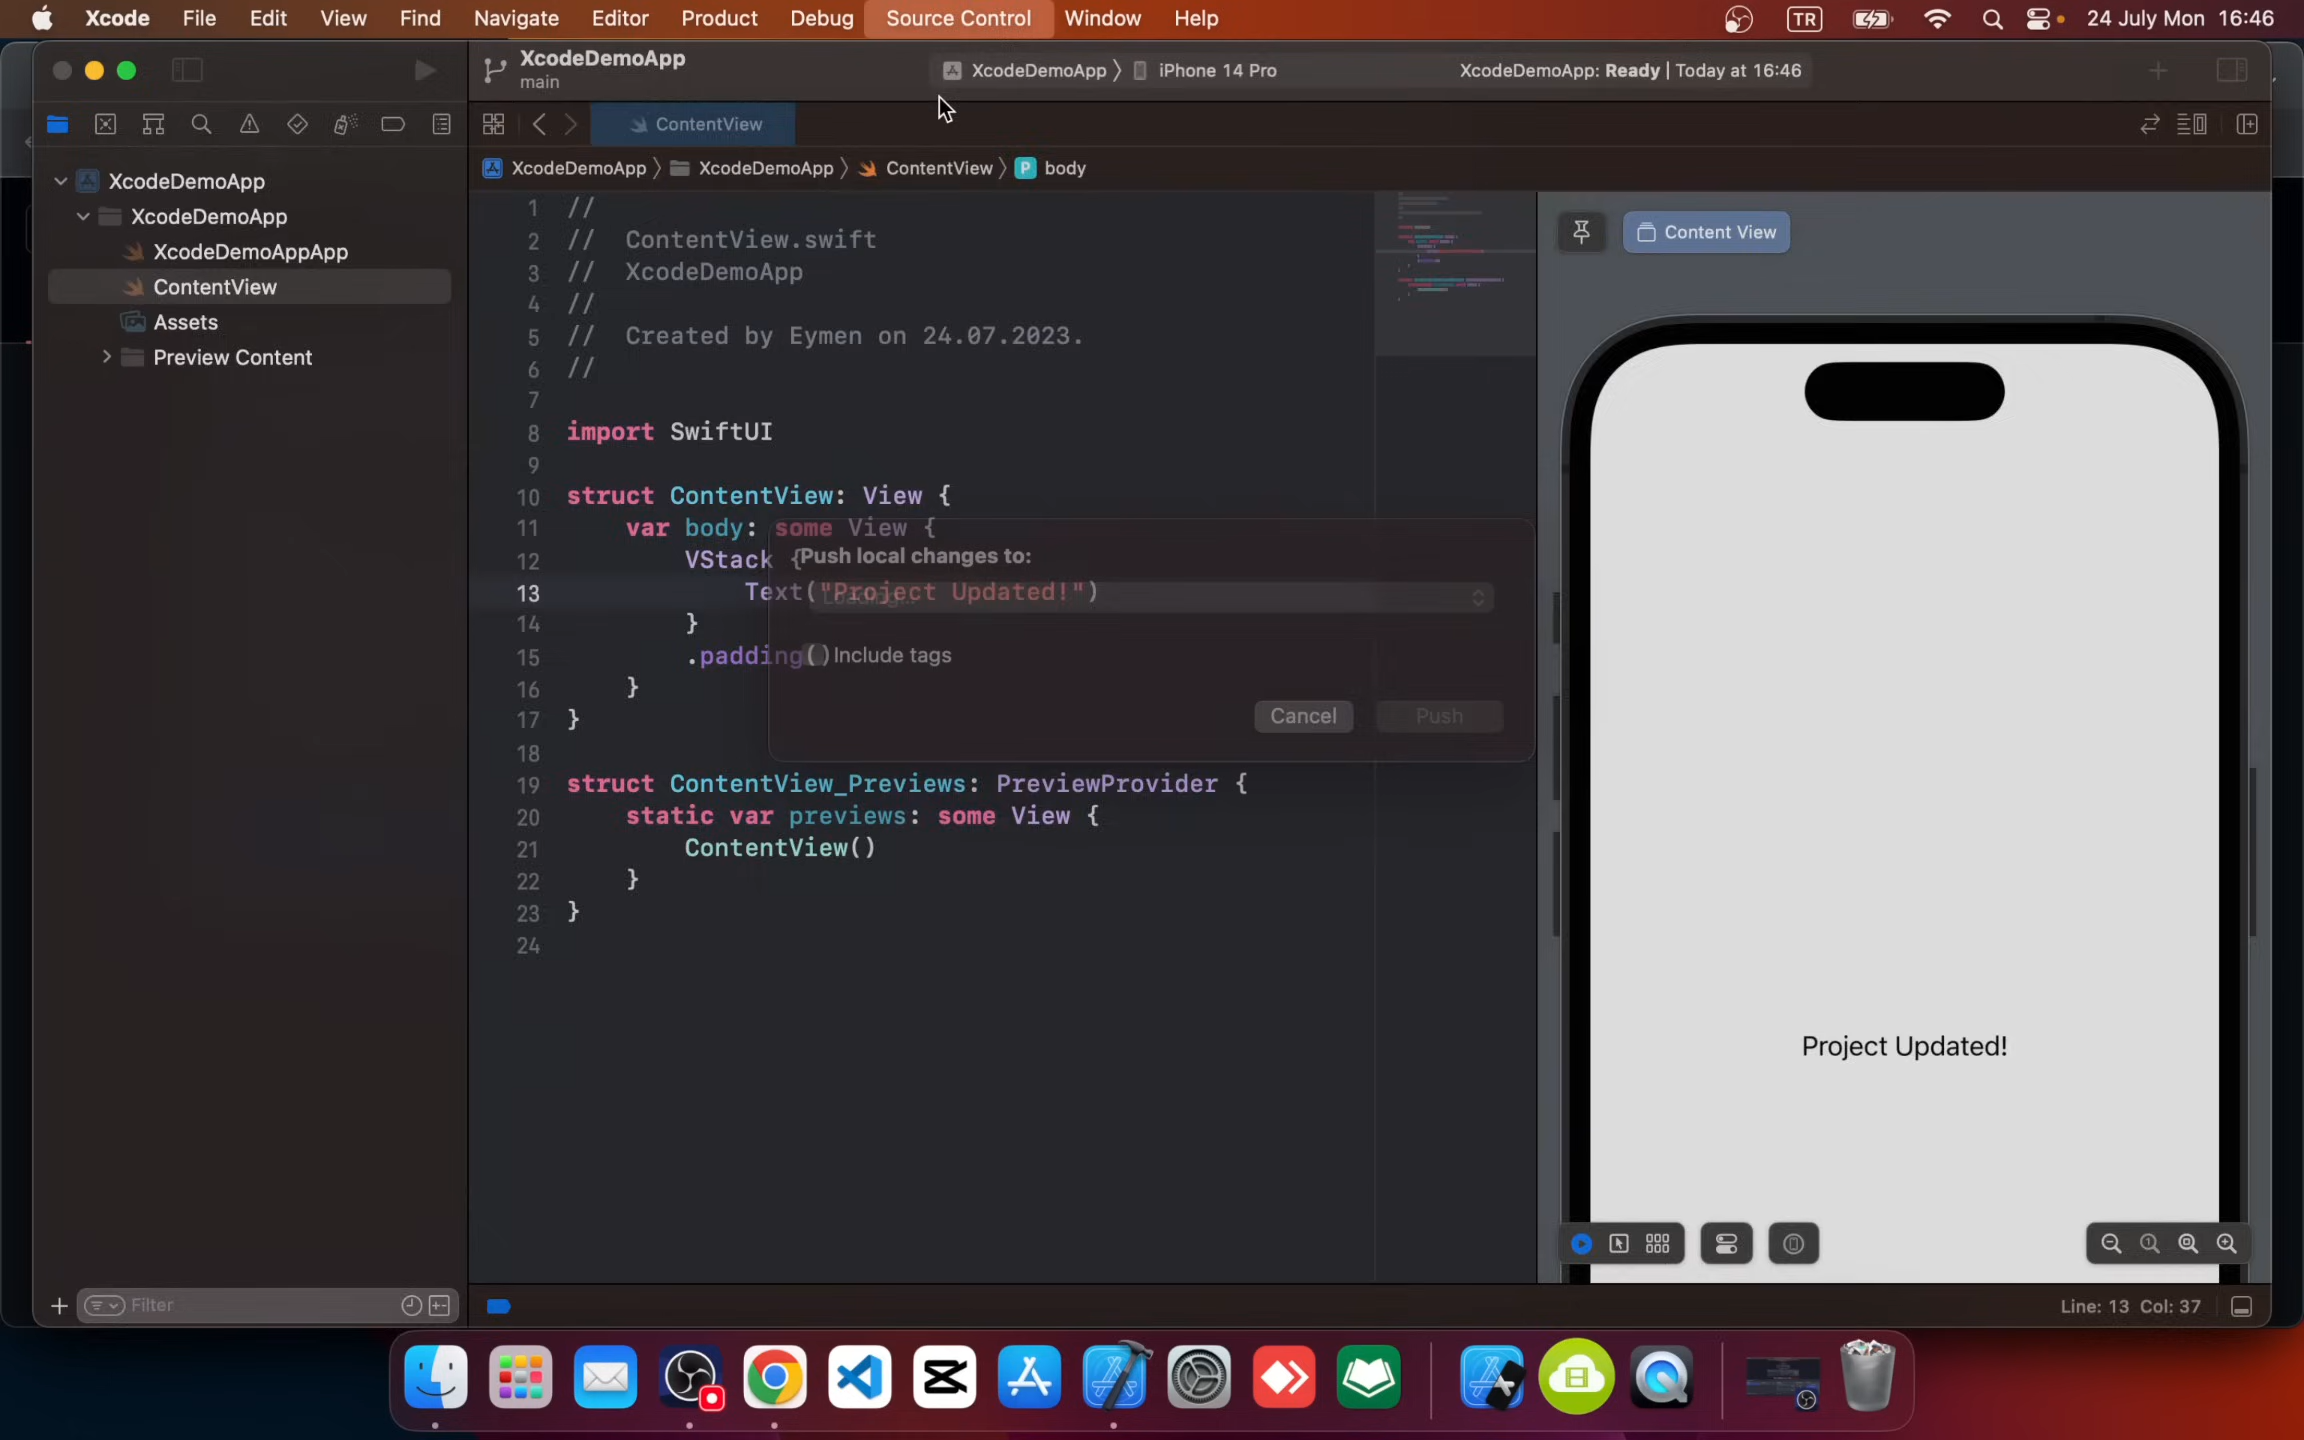 Xcode File Edit View Find Navigate Editor Product Debug Source Control Window Help TR 24 July Mon 16:46
XcodeDemoApp
main
XcodeDemoApp iPhone 14 Pro
XcodeDemoApp: Ready | Today at 16:46
ContentView
XcodeDemoApp XcodeDemoApp ContentView P body
XcodeDemoApp
XcodeDemoApp
XcodeDemoAppApp
ContentView
Assets
Preview Content
1 //
2 // ContentView.swift
3 // XcodeDemoApp
4 //
5 // Created by Eymen on 24.07.2023.
6 //
7
8 import SwiftUI
9
10 struct ContentView: View {
11 var body: some View {
12 VStack {
13 Text("Project Updated!")
14 }
15 .padding()
16 }
17 }
18
19 struct ContentView_Previews: PreviewProvider {
20 static var previews: some View {
21 ContentView()
22 }
23 }
24
Push local changes to:
Loading...
Include tags
Cancel Push
Content View
Project Updated!
Filter
Line: 13 Col: 37